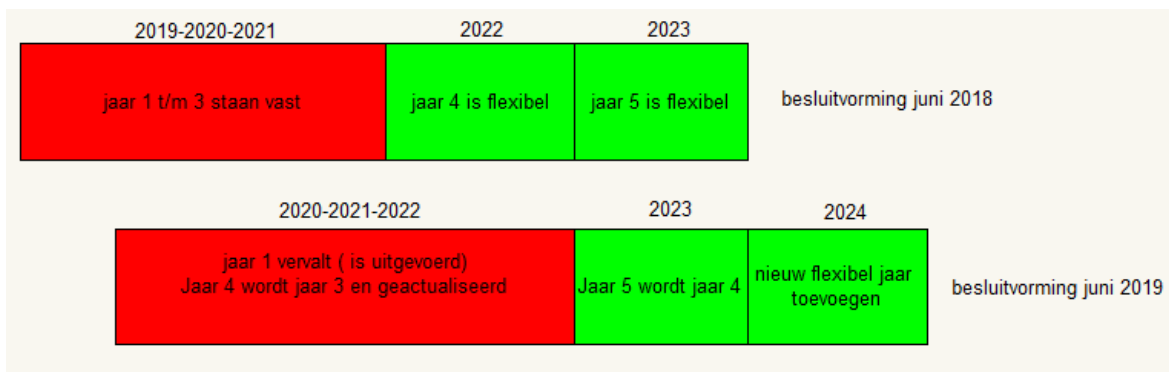 2019-2020-2021
2022
2023
jaar 1 t/m 3 staan vast
jaar 4 is flexibel
jaar 5 is flexibel
besluitvorming juni 2018
2020-2021-2022
2023
2024
jaar 1 vervalt ( is uitgevoerd)
Jaar 4 wordt jaar 3 en geactualiseerd
Jaar 5 wordt jaar 4
nieuw flexibel jaar
toevoegen
besluitvorming juni 2019